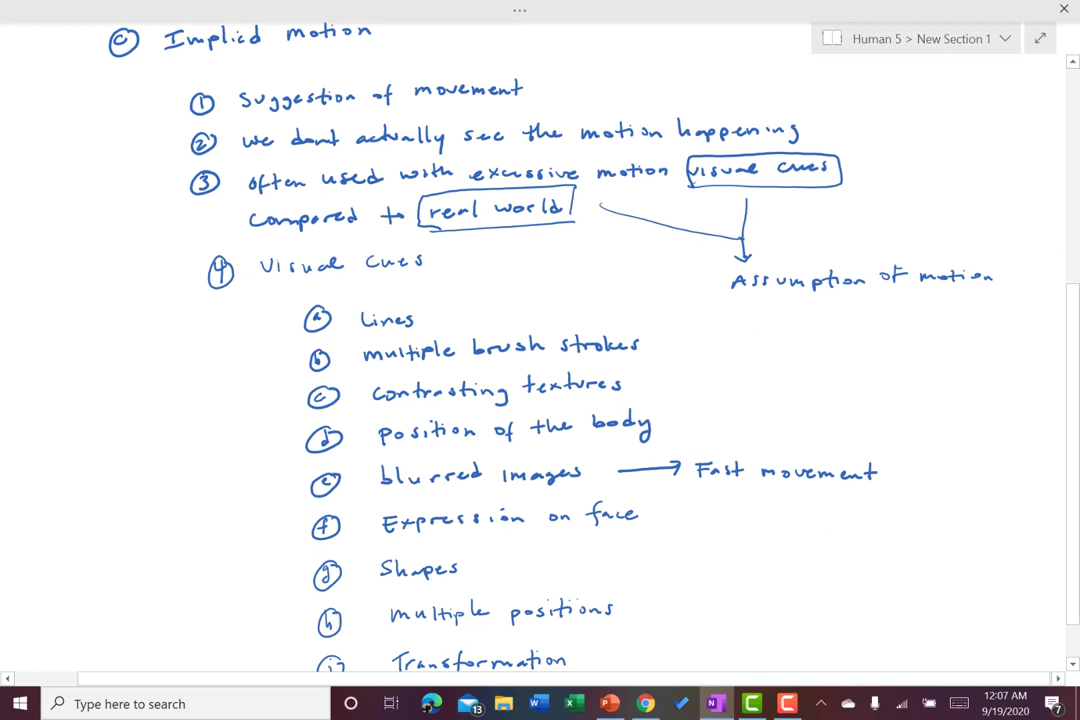 ...
Human 5 > New Section 1
C Implied motion
1 Suggestion of movement
2 we dont actually see the motion happening
3 often used with excessive motion visual cues
compared to real world
4 Visual cues
Assumption of motion
a Lines
b multiple brush strokes
c contrasting textures
d position of the body
e blurred images → Fast movement
f Expression on face
g Shapes
h multiple positions
i Transformation
Type here to search
13
12:07 AM
9/19/2020
7